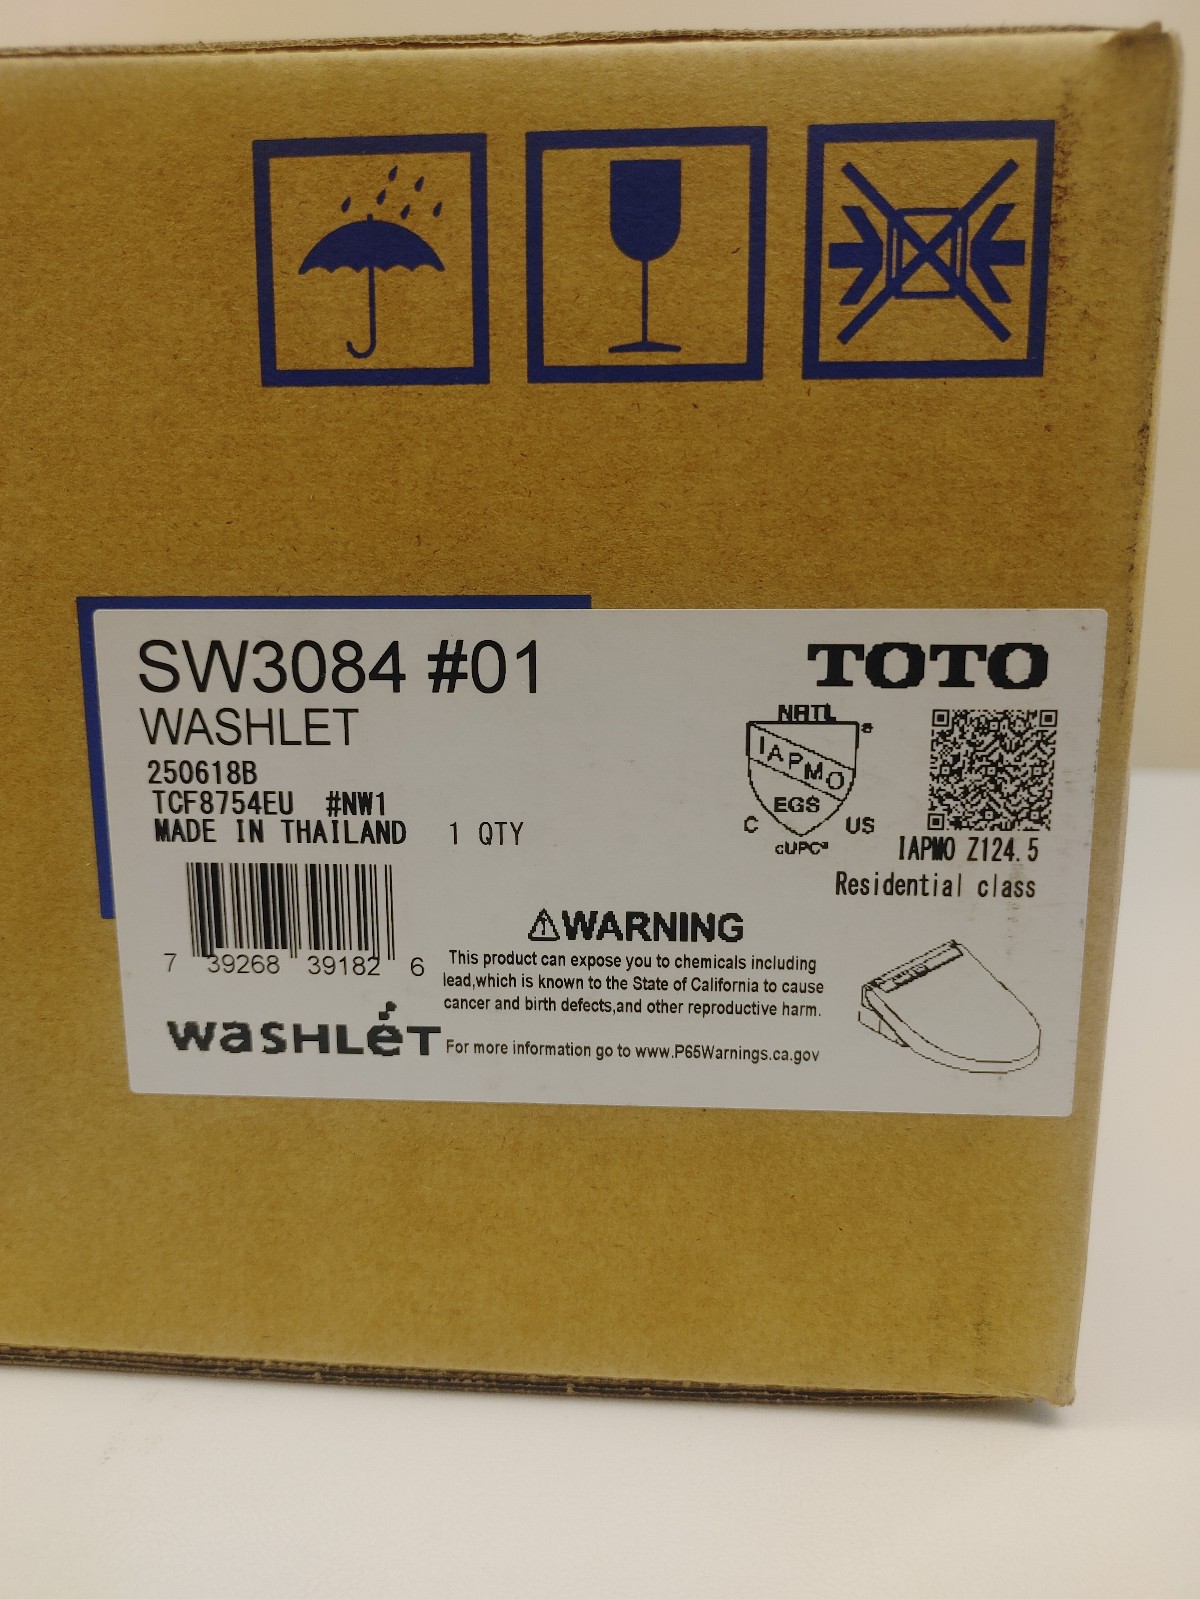 SW3084 #01
TOTO
WASHLET
250618B
TCF8754EU #NW1
MADE IN THAILAND 1 QTY
NRTL
®
IAPMO
EGS
C US
cUPC®
IAPMO Z124.5
Residential class
7 39268 39182 6
⚠WARNING
This product can expose you to chemicals including
lead,which is known to the State of California to cause
cancer and birth defects,and other reproductive harm.
For more information go to www.P65Warnings.ca.gov
WaSHLéT